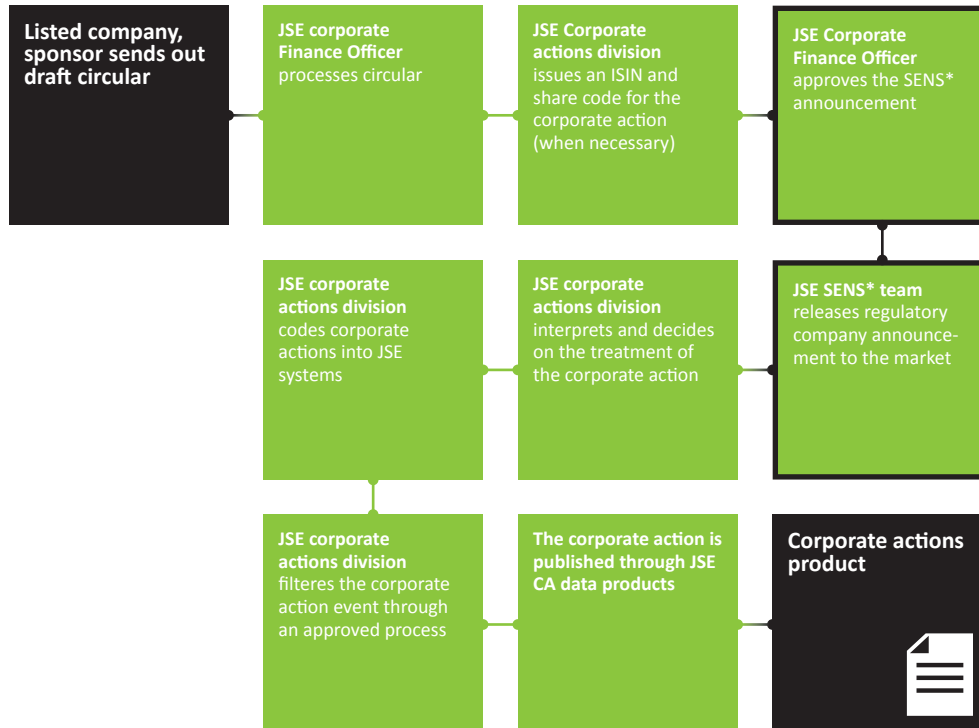 Listed company,
sponsor sends out
draft circular
JSE corporate
Finance Officer
processes circular
JSE Corporate
actions division
issues an ISIN and
share code for the
corporate action
(when necessary)
JSE Corporate
Finance Officer
approves the SENS*
announcement
JSE SENS* team
releases regulatory
company announce-
ment to the market
JSE corporate
actions division
interprets and decides
on the treatment of
the corporate action
JSE corporate
actions division
codes corporate
actions into JSE
systems
JSE corporate
actions division
filteres the corporate
action event through
an approved process
The corporate action is
published through JSE
CA data products
Corporate actions
product